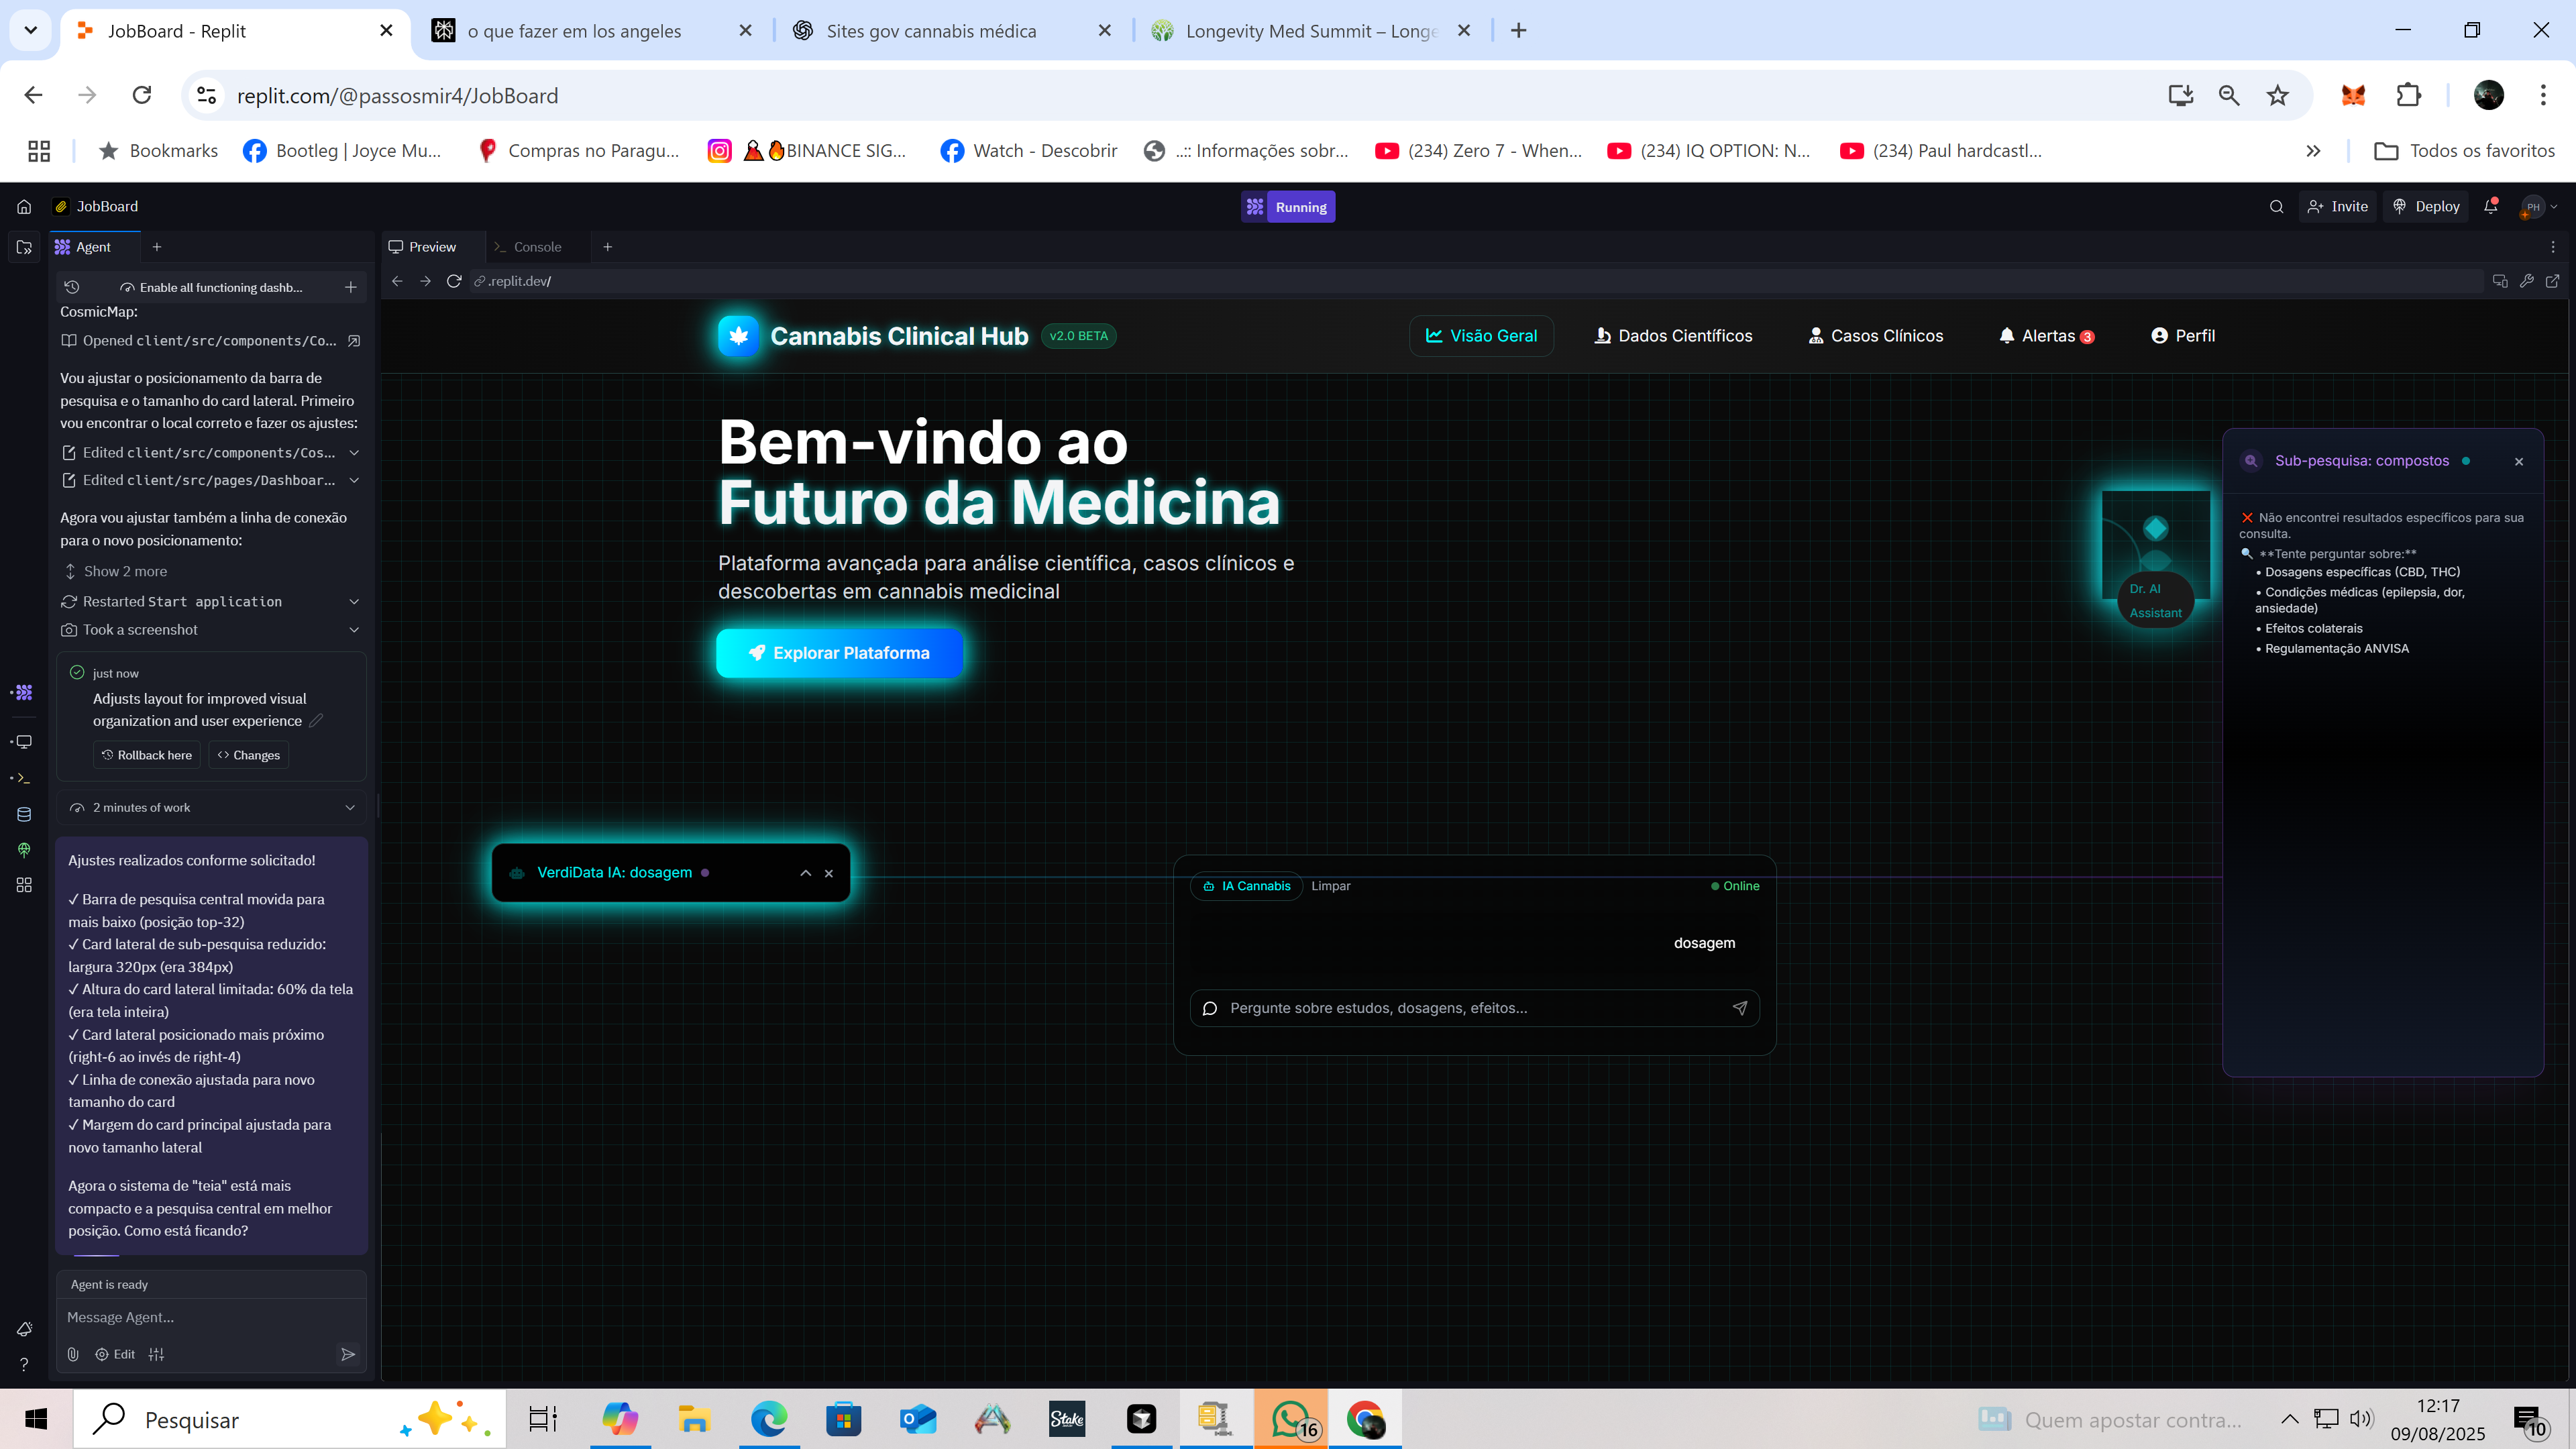 JobBoard - Replit
o que fazer em los angeles
Sites gov cannabis médica
Longevity Med Summit – Longe
replit.com/@passosmir4/JobBoard
Bookmarks
Bootleg | Joyce Mu...
Compras no Paragu...
BINANCE SIG...
Watch - Descobrir
..:: Informações sobr...
(234) Zero 7 - When...
(234) IQ OPTION: N...
(234) Paul hardcastl...
Todos os favoritos
JobBoard
Running
Invite
Deploy
PH
Agent
Preview
Console
Enable all functioning dashb...
.replit.dev/
CosmicMap:
Opened client/src/components/Co...
Vou ajustar o posicionamento da barra de
pesquisa e o tamanho do card lateral. Primeiro
vou encontrar o local correto e fazer os ajustes:
Edited client/src/components/Cos...
Edited client/src/pages/Dashboar...
Agora vou ajustar também a linha de conexão
para o novo posicionamento:
Show 2 more
Restarted Start application
Took a screenshot
just now
Adjusts layout for improved visual
organization and user experience
Rollback here
Changes
2 minutes of work
Ajustes realizados conforme solicitado!
✓ Barra de pesquisa central movida para
mais baixo (posição top-32)
✓ Card lateral de sub-pesquisa reduzido:
largura 320px (era 384px)
✓ Altura do card lateral limitada: 60% da tela
(era tela inteira)
✓ Card lateral posicionado mais próximo
(right-6 ao invés de right-4)
✓ Linha de conexão ajustada para novo
tamanho do card
✓ Margem do card principal ajustada para
novo tamanho lateral
Agora o sistema de "teia" está mais
compacto e a pesquisa central em melhor
posição. Como está ficando?
Agent is ready
Message Agent...
Edit
Cannabis Clinical Hub
v2.0 BETA
Visão Geral
Dados Científicos
Casos Clínicos
Alertas 3
Perfil
Bem-vindo ao
Futuro da Medicina
Plataforma avançada para análise científica, casos clínicos e
descobertas em cannabis medicinal
Explorar Plataforma
Dr. AI
Assistant
Sub-pesquisa: compostos
❌ Não encontrei resultados específicos para sua
consulta.
🔍 **Tente perguntar sobre:**
• Dosagens específicas (CBD, THC)
• Condições médicas (epilepsia, dor,
ansiedade)
• Efeitos colaterais
• Regulamentação ANVISA
VerdiData IA: dosagem
IA Cannabis
Limpar
Online
dosagem
Pergunte sobre estudos, dosagens, efeitos...
Pesquisar
Stake
16
Quem apostar contra...
12:17
09/08/2025
10